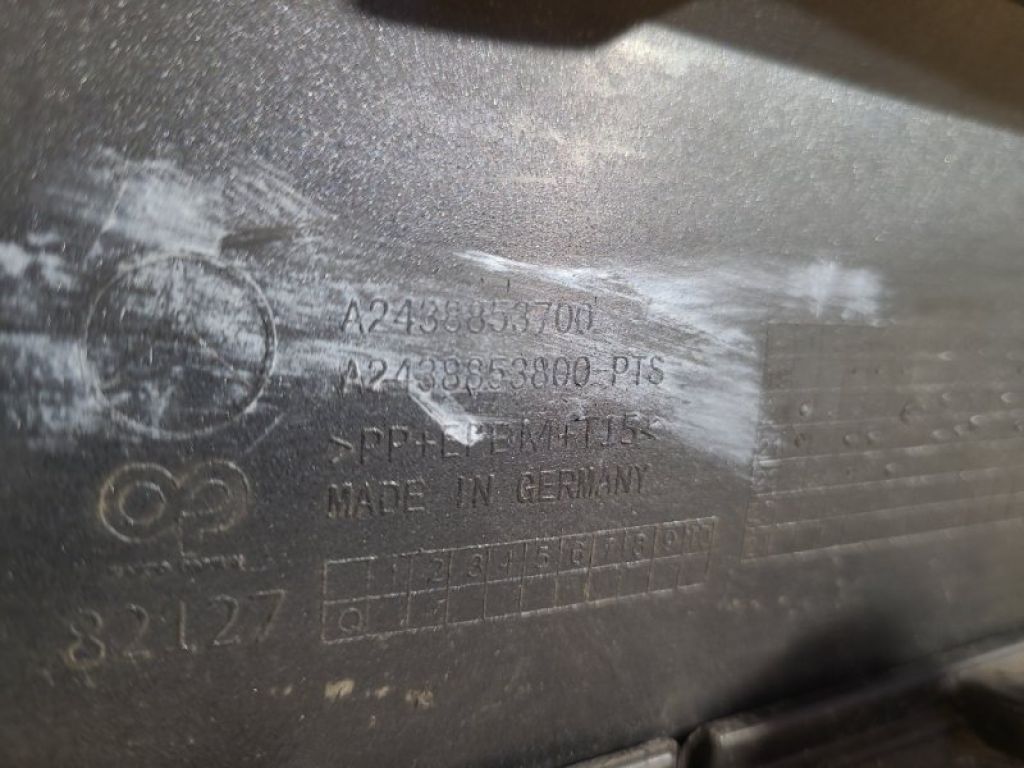 A2438853700
A2438853800-PTS
>PP+EPDM+T15<
MADE IN GERMANY
1 2 3 4 5 6 7 8 9 10
Q
82127